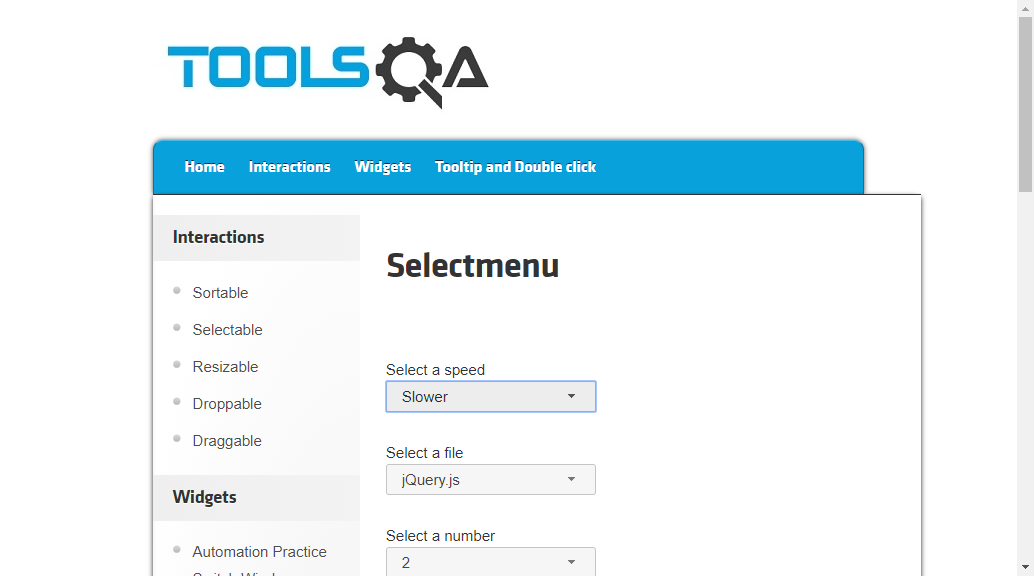 TOOLSQA
Home Interactions Widgets Tooltip and Double click
Interactions
Sortable
Selectable
Resizable
Droppable
Draggable
Widgets
Automation Practice
Selectmenu
Select a speed
Slower
Select a file
jQuery.js
Select a number
2